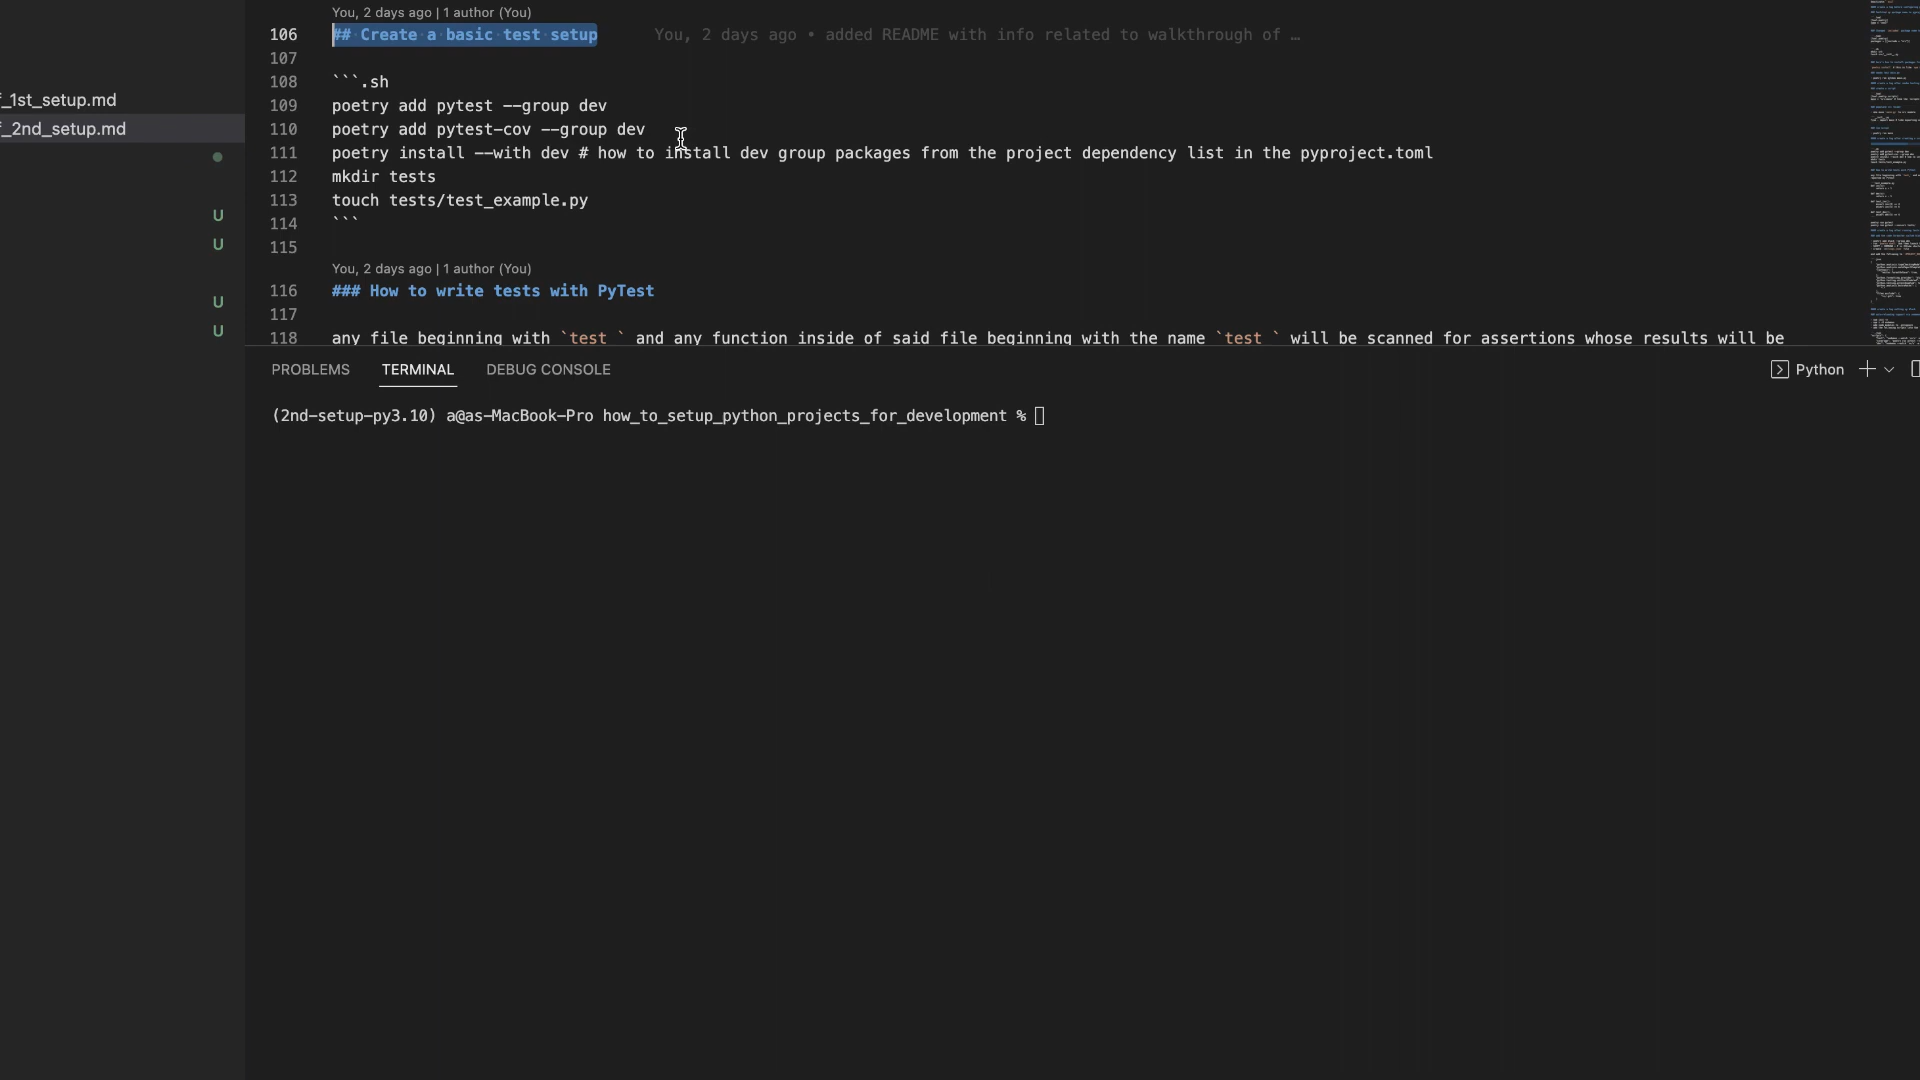 You, 2 days ago | 1 author (You)
106 ## Create a basic test setup You, 2 days ago • added README with info related to walkthrough of …
107
108 ```.sh
_1st_setup.md
109 poetry add pytest --group dev
_2nd_setup.md
110 poetry add pytest-cov --group dev
111 poetry install --with dev # how to install dev group packages from the project dependency list in the pyproject.toml
112 mkdir tests
113 touch tests/test_example.py
U
114 ```
U
115
You, 2 days ago | 1 author (You)
116 ### How to write tests with PyTest
U
117
U
118 any file beginning with `test_` and any function inside of said file beginning with the name `test_` will be scanned for assertions whose results will be
PROBLEMS TERMINAL DEBUG CONSOLE Python
(2nd-setup-py3.10) a@as-MacBook-Pro how_to_setup_python_projects_for_development %